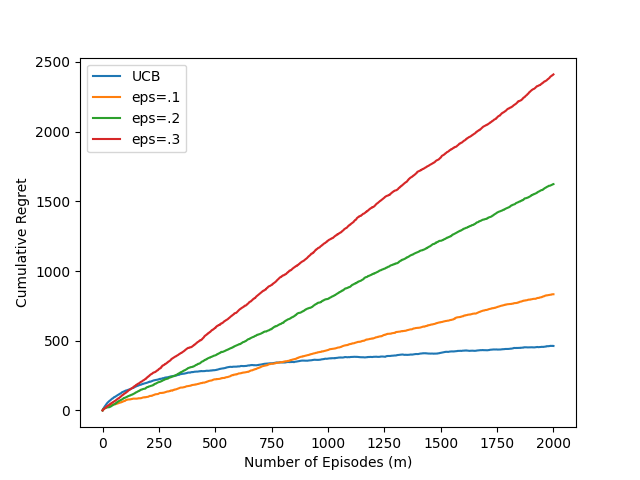 UCB
eps=.1
eps=.2
eps=.3
2500
2000
1500
1000
500
0
Cumulative Regret
0 250 500 750 1000 1250 1500 1750 2000
Number of Episodes (m)